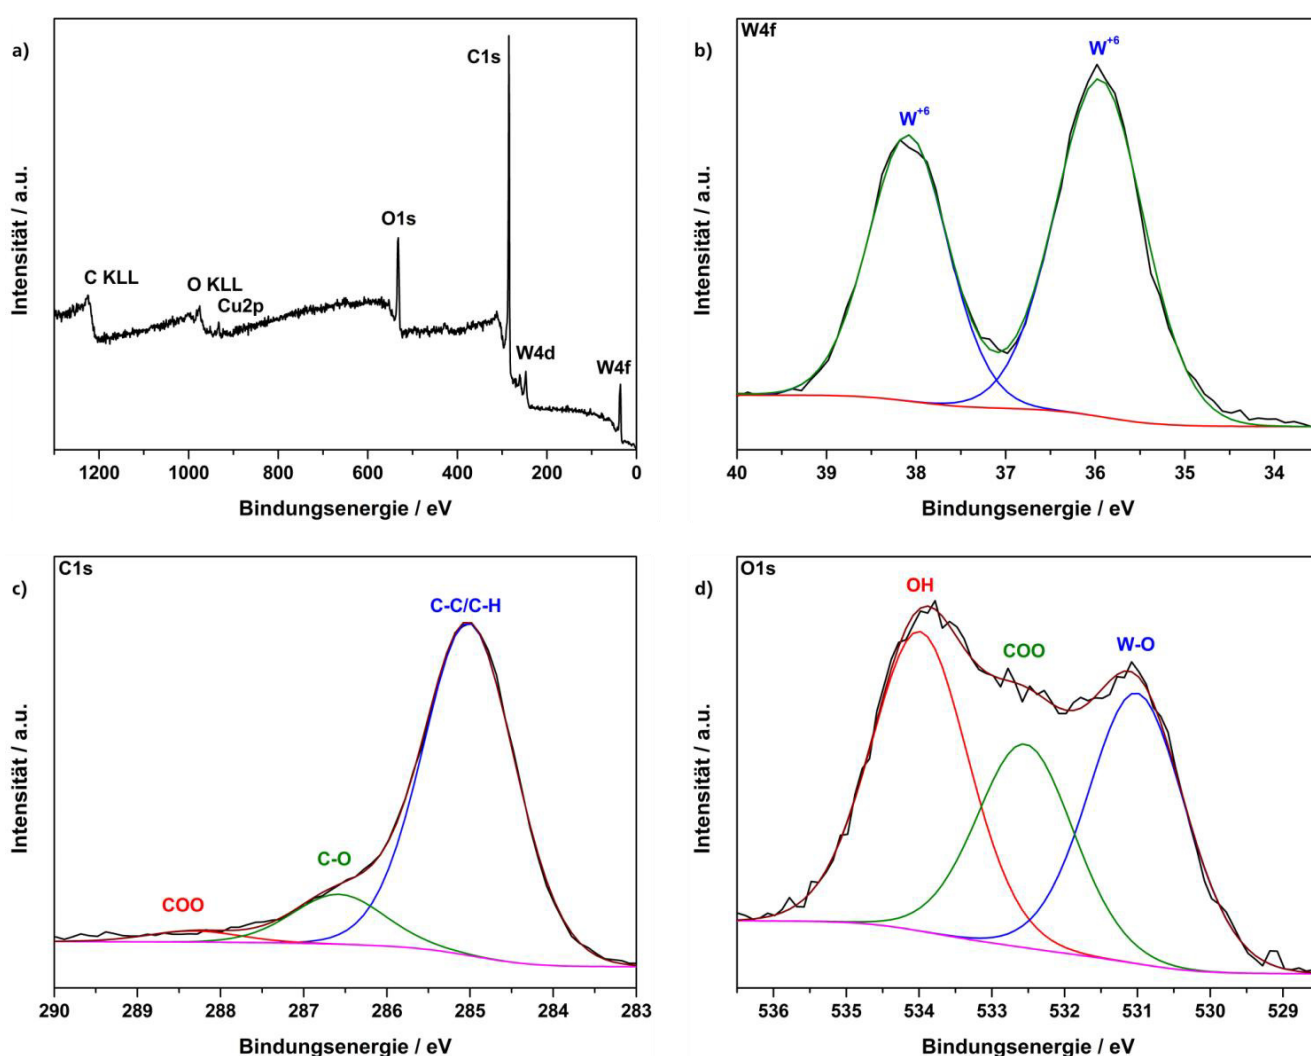 a)
C1s
O1s
C KLL
O KLL
Cu2p
W4d
W4f
Intensität / a.u.
1200 1000 800 600 400 200 0
Bindungsenergie / eV
b)
W4f
W+6
W+6
Intensität / a.u.
40 39 38 37 36 35 34
Bindungsenergie / eV
c)
C1s
C-C/C-H
C-O
COO
Intensität / a.u.
290 289 288 287 286 285 284 283
Bindungsenergie / eV
d)
O1s
OH
COO
W-O
Intensität / a.u.
536 535 534 533 532 531 530 529
Bindungsenergie / eV